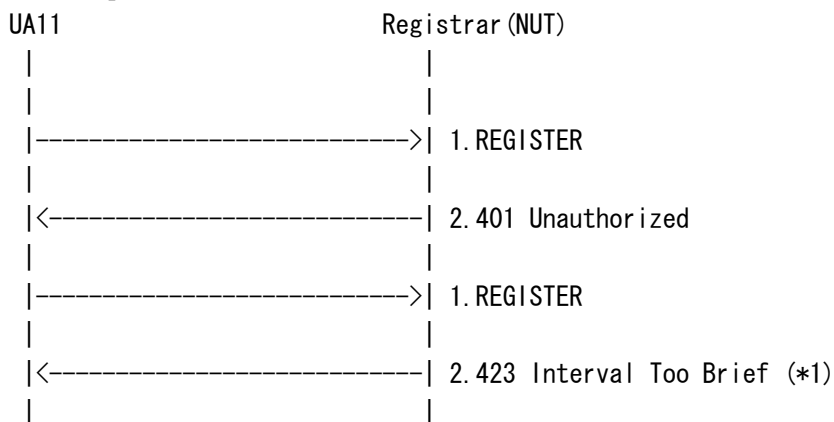 UA11 Registrar(NUT)
1.REGISTER
2.401 Unauthorized
1.REGISTER
2.423 Interval Too Brief (*1)